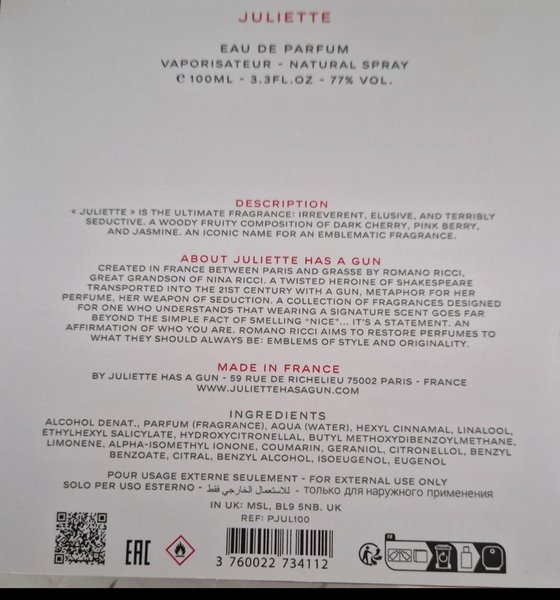 JULIETTE
EAU DE PARFUM
VAPORISATEUR - NATURAL SPRAY
℮ 100ML - 3.3FL.OZ - 77% VOL.
DESCRIPTION
« JULIETTE » IS THE ULTIMATE FRAGRANCE: IRREVERENT, ELUSIVE, AND TERRIBLY
SEDUCTIVE. A WOODY FRUITY COMPOSITION OF DARK CHERRY, PINK BERRY,
AND JASMINE. AN ICONIC NAME FOR AN EMBLEMATIC FRAGRANCE.
ABOUT JULIETTE HAS A GUN
CREATED IN FRANCE BETWEEN PARIS AND GRASSE BY ROMANO RICCI,
GREAT GRANDSON OF NINA RICCI. A TWISTED HEROINE OF SHAKESPEARE
TRANSPORTED INTO THE 21ST CENTURY WITH A GUN, METAPHOR FOR HER
PERFUME, HER WEAPON OF SEDUCTION. A COLLECTION OF FRAGRANCES DESIGNED
FOR ONE WHO UNDERSTANDS THAT WEARING A SIGNATURE SCENT GOES FAR
BEYOND THE SIMPLE FACT OF SMELLING "NICE"... IT'S A STATEMENT. AN
AFFIRMATION OF WHO YOU ARE. ROMANO RICCI AIMS TO RESTORE PERFUMES TO
WHAT THEY SHOULD ALWAYS BE: EMBLEMS OF STYLE AND ORIGINALITY.
MADE IN FRANCE
BY JULIETTE HAS A GUN - 59 RUE DE RICHELIEU 75002 PARIS - FRANCE
WWW.JULIETTEHASAGUN.COM
INGREDIENTS
ALCOHOL DENAT., PARFUM (FRAGRANCE), AQUA (WATER), HEXYL CINNAMAL, LINALOOL,
ETHYLHEXYL SALICYLATE, HYDROXYCITRONELLAL, BUTYL METHOXYDIBENZOYLMETHANE,
LIMONENE, ALPHA-ISOMETHYL IONONE, COUMARIN, GERANIOL, CITRONELLOL, BENZYL
BENZOATE, CITRAL, BENZYL ALCOHOL, ISOEUGENOL, EUGENOL
POUR USAGE EXTERNE SEULEMENT - FOR EXTERNAL USE ONLY
SOLO PER USO ESTERNO - للاستعمال الخارجي فقط - только для наружного применения
IN UK: MSL, BL9 5NB. UK
REF: PJUL100
EAC
3 760022 734112
FR